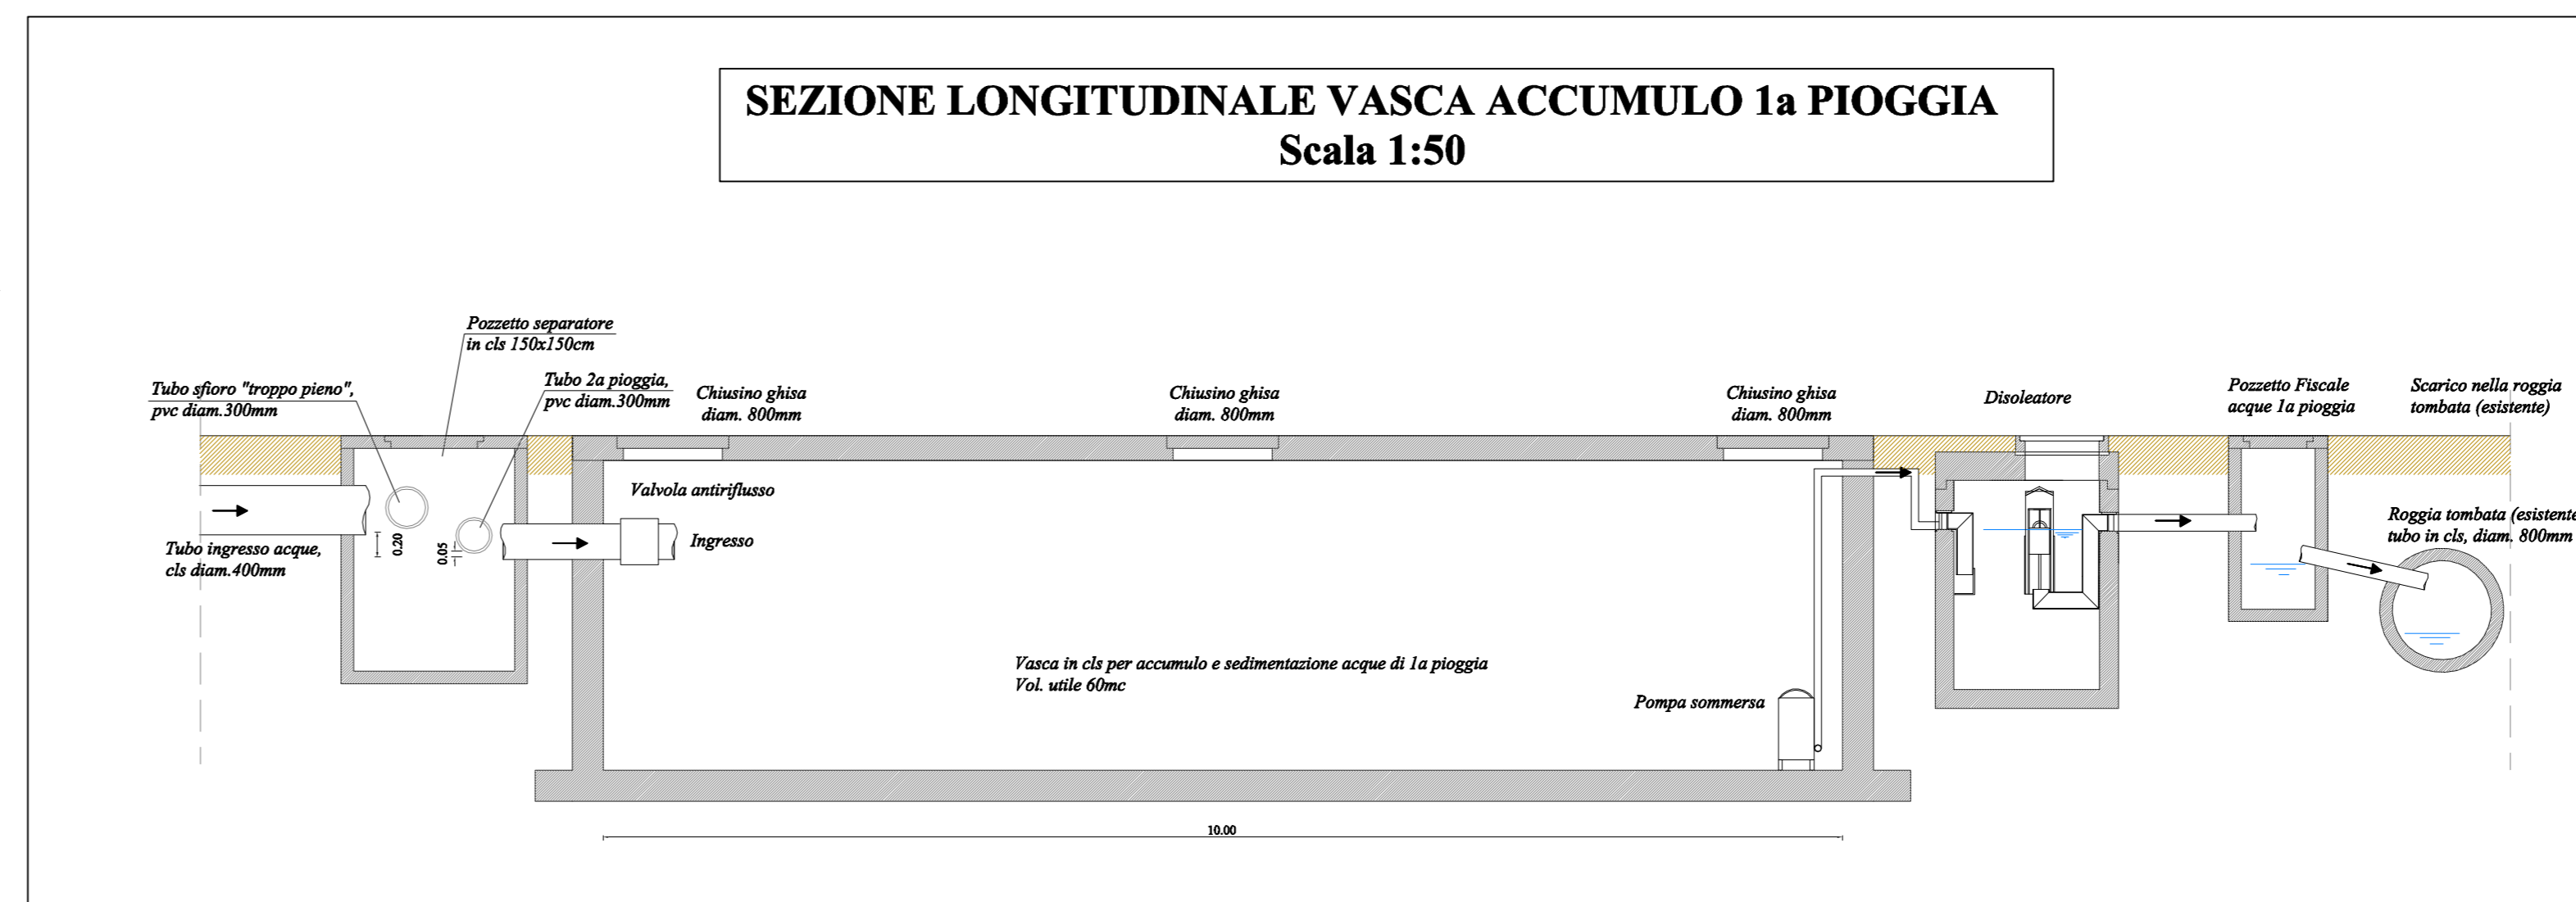 SEZIONE LONGITUDINALE VASCA ACCUMULO 1a PIOGGIA
Scala 1:50
Pozzetto separatore
in cls 150x150cm
Tubo sfioro "troppo pieno",
pvc diam.300mm
Tubo 2a pioggia,
pvc diam.300mm
Chiusino ghisa
diam. 800mm
Chiusino ghisa
diam. 800mm
Chiusino ghisa
diam. 800mm
Disoleatore
Pozzetto Fiscale
acque 1a pioggia
Scarico nella roggia
tombata (esistente)
Valvola antiriflusso
Ingresso
Tubo ingresso acque,
cls diam.400mm
0.20
0.05
Roggia tombata (esistente
tubo in cls, diam. 800mm
Vasca in cls per accumulo e sedimentazione acque di 1a pioggia
Vol. utile 60mc
Pompa sommersa
10.00